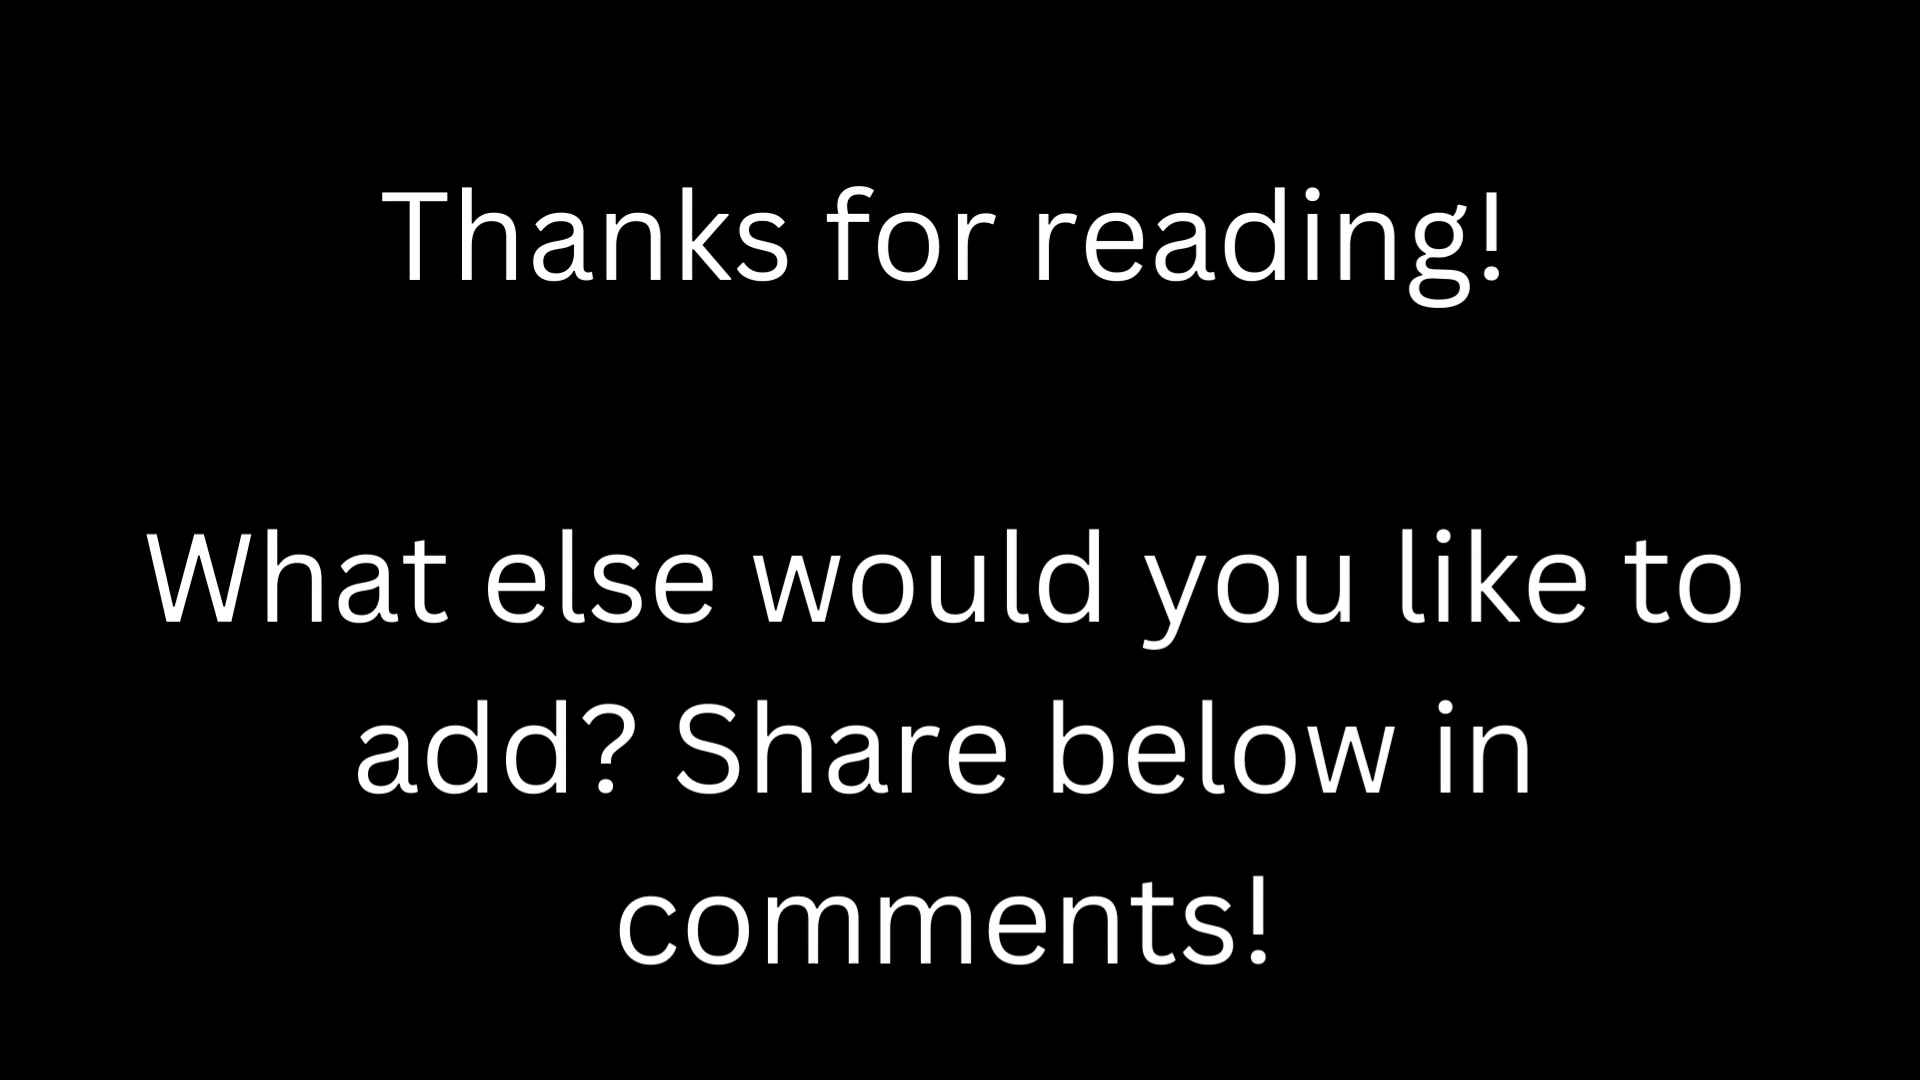 Thanks for reading!
What else would you like to
add? Share below in
comments!